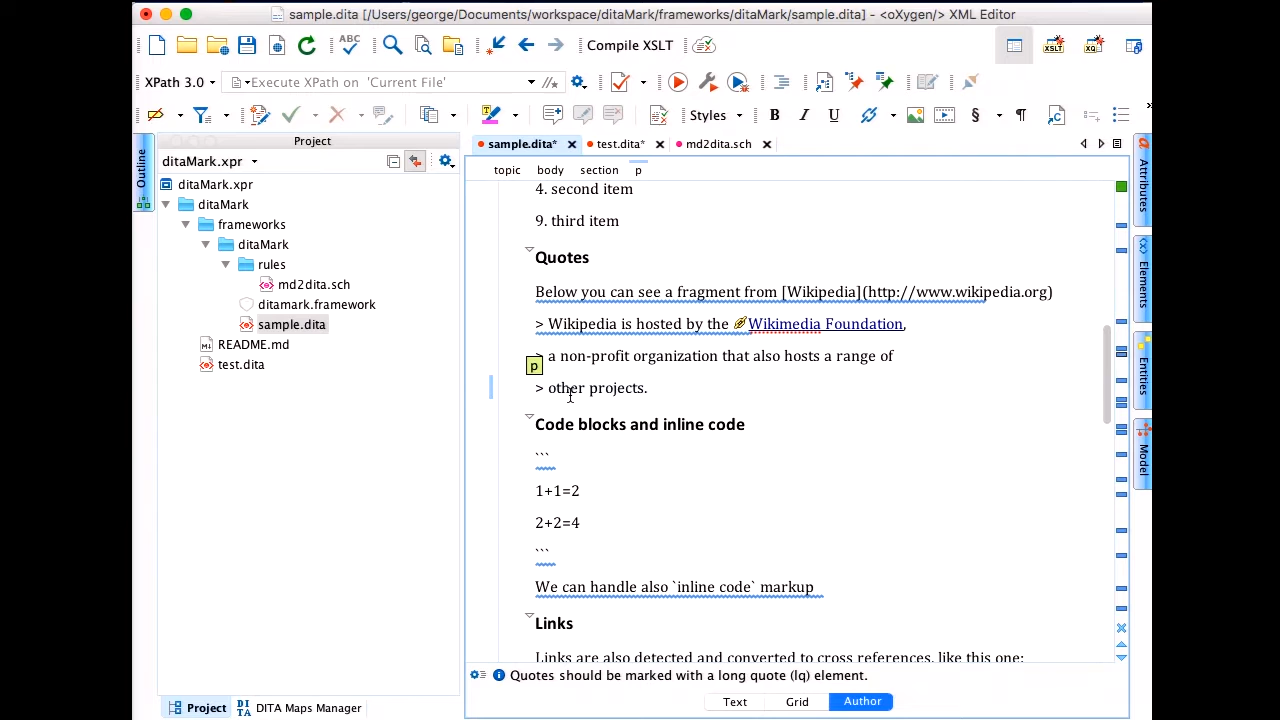 sample.dita [/Users/george/Documents/workspace/ditaMark/frameworks/ditaMark/sample.dita] - <oXygen/> XML Editor
ABC Compile XSLT XSLT XQ
XPath 3.0 Execute XPath on 'Current File'
Styles B I U § ¶
Outline
Project
ditaMark.xpr
ditaMark.xpr
ditaMark
frameworks
ditaMark
rules
md2dita.sch
ditamark.framework
sample.dita
README.md
test.dita
Project DITA Maps Manager
sample.dita* test.dita* md2dita.sch
topic body section p
4. second item
9. third item
Quotes
Below you can see a fragment from [Wikipedia](http://www.wikipedia.org)
> Wikipedia is hosted by the Wikimedia Foundation,
> a non-profit organization that also hosts a range of
p
> other projects.
Code blocks and inline code
```
1+1=2
2+2=4
```
We can handle also `inline code` markup
Links
Links are also detected and converted to cross references, like this one:
Quotes should be marked with a long quote (lq) element.
Text Grid Author
Attributes
Elements
Entities
Model